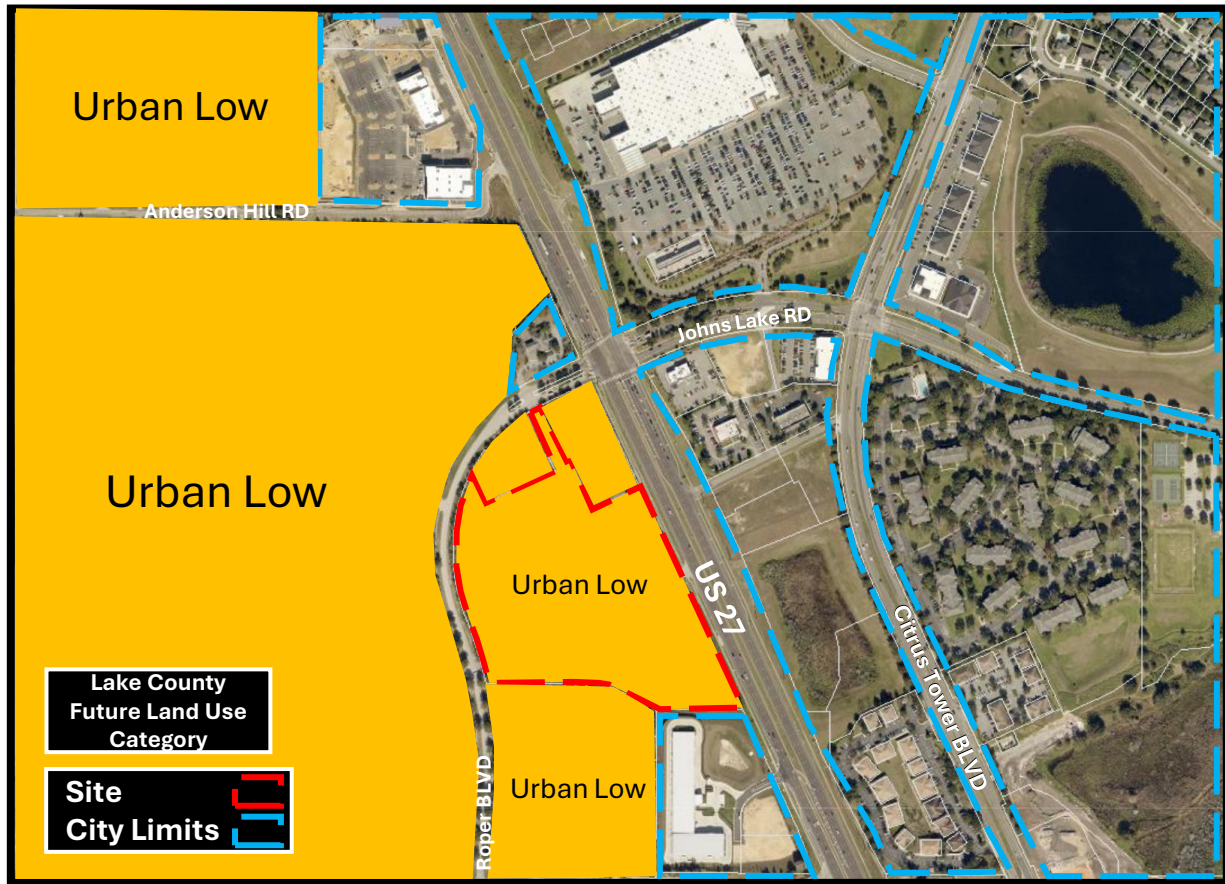 Urban Low
Anderson Hill RD
Johns Lake RD
Urban Low
Urban Low
US 27
Citrus Tower BLVD
Lake County
Future Land Use
Category
Urban Low
Roper BLVD
Site
City Limits